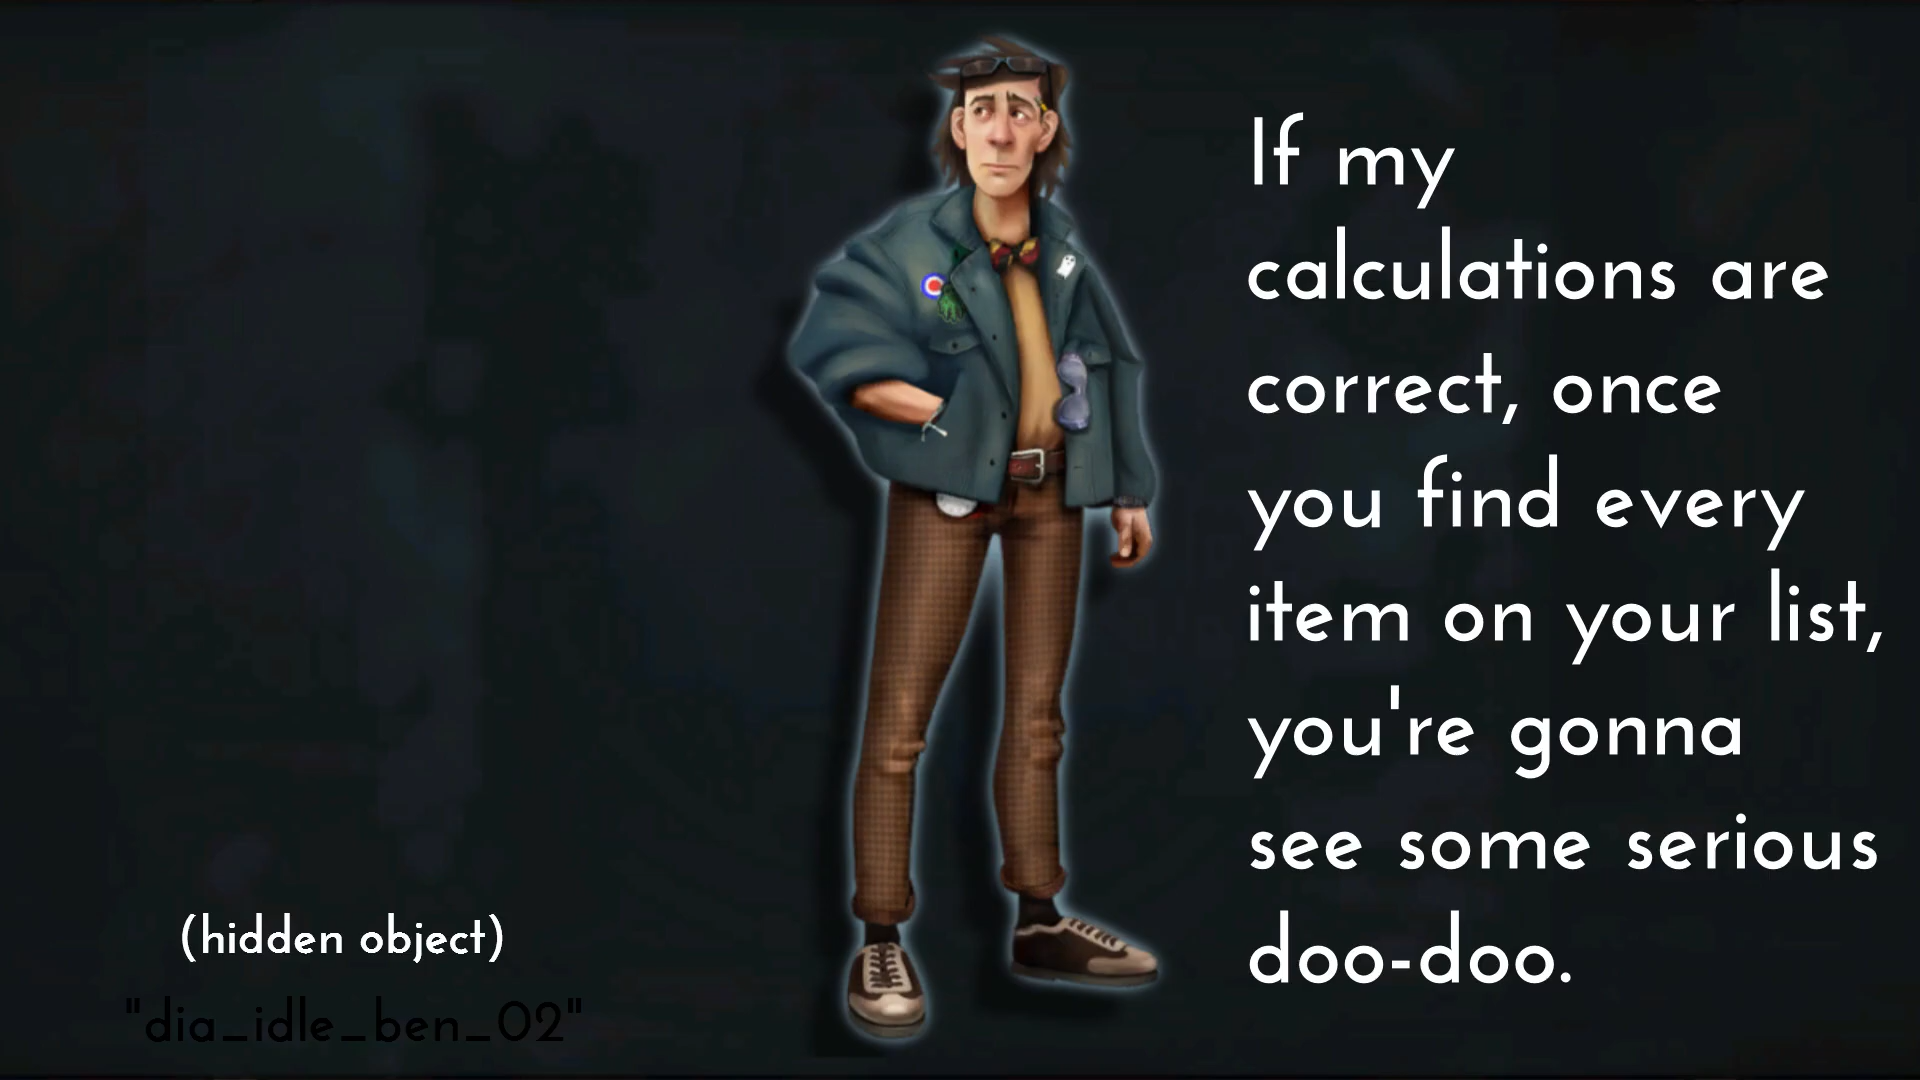 If my
calculations are
correct, once
you find every
item on your list,
you're gonna
see some serious
doo-doo.
(hidden object)
"dia_idle_ben_02"